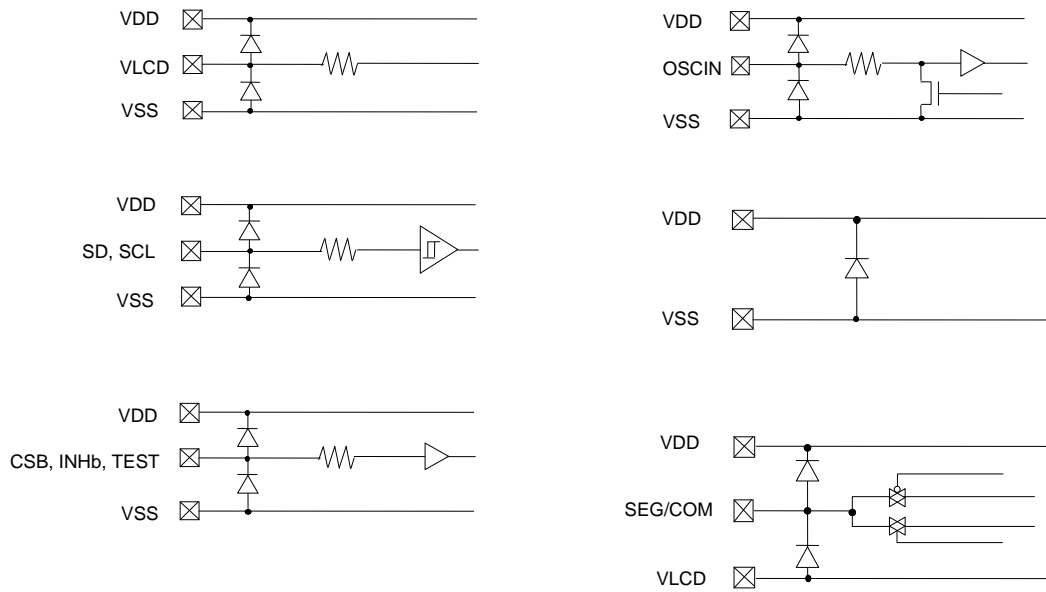 VDD
VLCD
VSS
VDD
OSCIN
VSS
VDD
SD, SCL
VSS
VDD
VSS
VDD
CSB, INHb, TEST
VSS
VDD
SEG/COM
VLCD